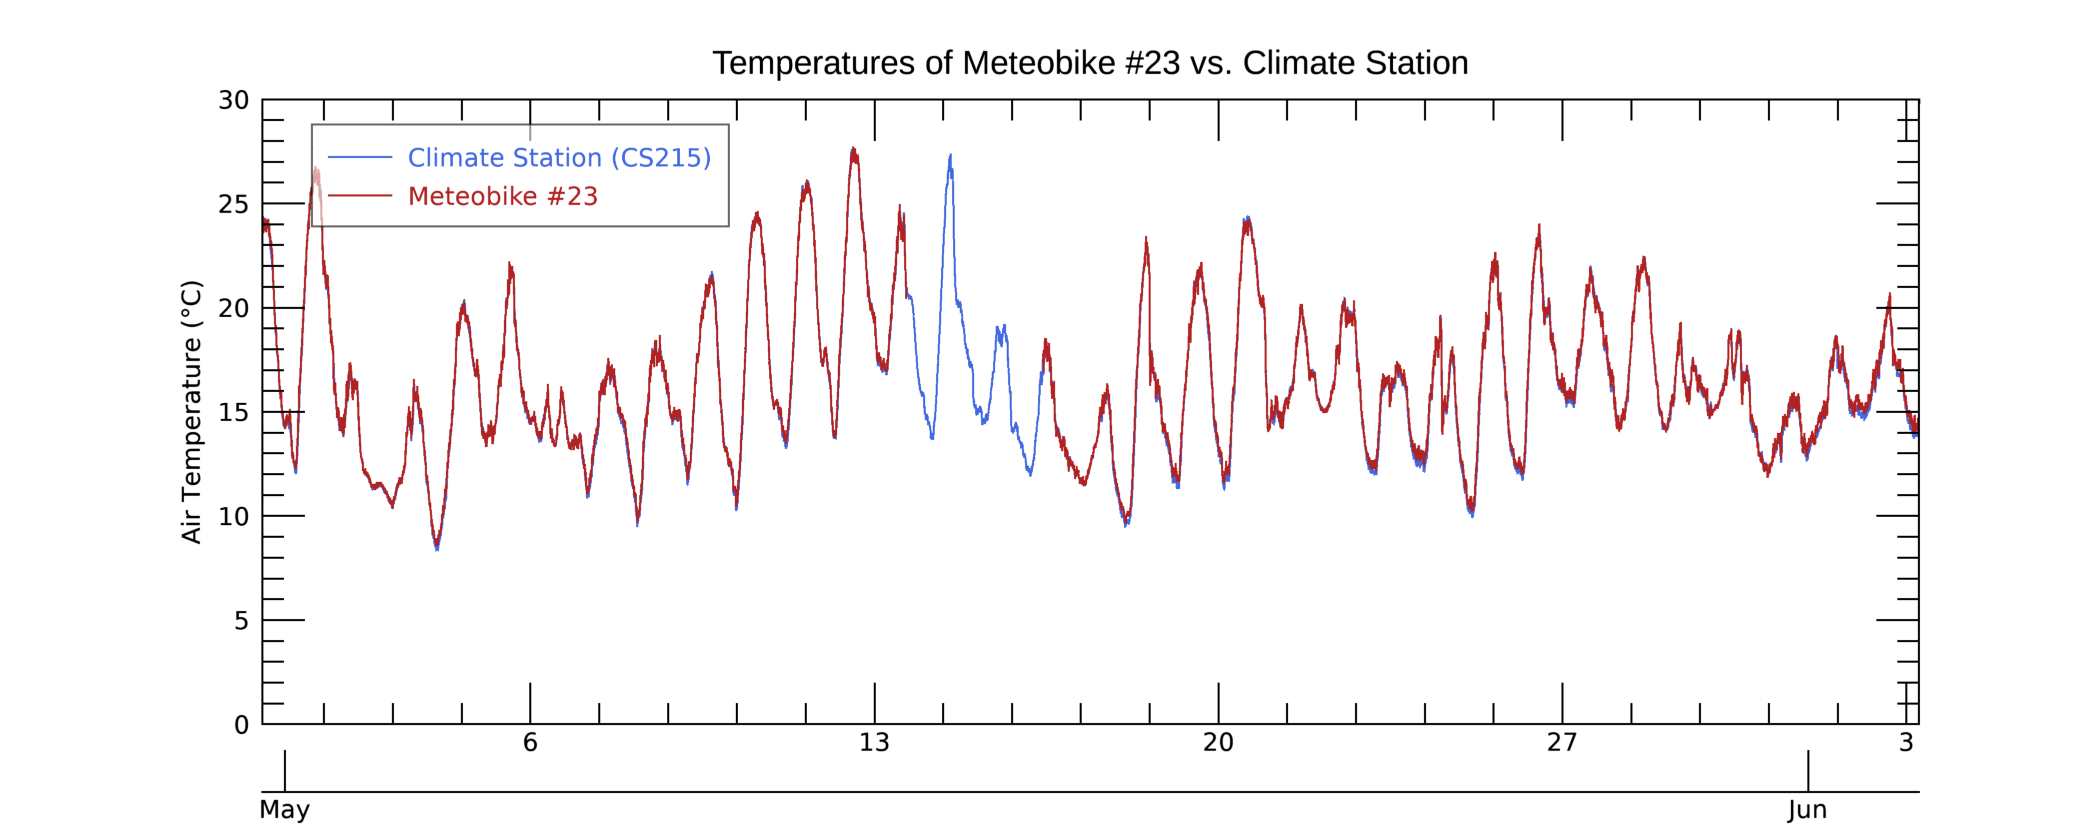 Temperatures of Meteobike #23 vs. Climate Station
30
25
20
15
10
5
0
Air Temperature (°C)
Climate Station (CS215)
Meteobike #23
6 13 20 27 3
May Jun